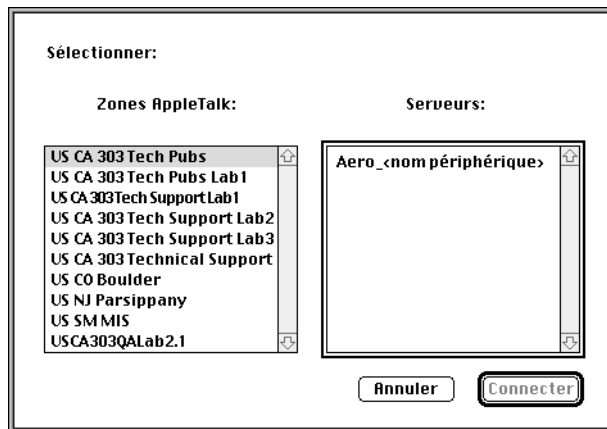 Sélectionner:
Zones AppleTalk:
Serveurs:
US CA 303 Tech Pubs
US CA 303 Tech Pubs Lab1
US CA 303Tech Support Lab1
US CA 303 Tech Support Lab2
US CA 303 Tech Support Lab3
US CA 303 Technical Support
US CO Boulder
US NJ Parsippany
US SM MIS
USCA303QALab2.1
Aero_<nom périphérique>
Annuler
Connecter